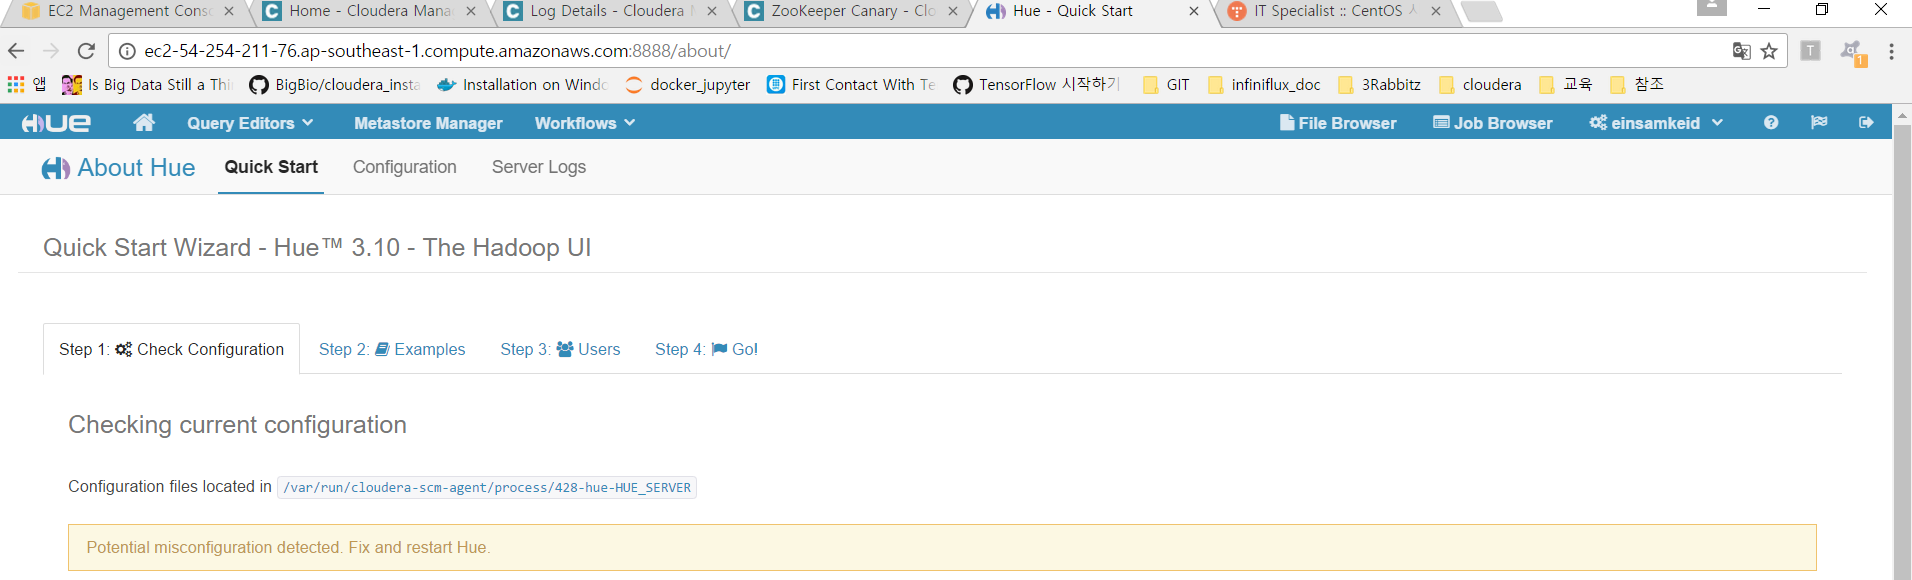 EC2 Management Cons
Home - Cloudera Mana
Log Details - Cloudera M
ZooKeeper Canary - Clo
Hue - Quick Start
IT Specialist :: CentOS
ec2-54-254-211-76.ap-southeast-1.compute.amazonaws.com:8888/about/
T
1
앱
Is Big Data Still a Thi
BigBio/cloudera_insta
Installation on Windo
docker_jupyter
First Contact With Te
TensorFlow 시작하기
GIT
infiniflux_doc
3Rabbitz
cloudera
교육
참조
HUE
Query Editors
Metastore Manager
Workflows
File Browser
Job Browser
einsamkeid
About Hue
Quick Start
Configuration
Server Logs
Quick Start Wizard - Hue™ 3.10 - The Hadoop UI
Step 1: Check Configuration
Step 2: Examples
Step 3: Users
Step 4: Go!
Checking current configuration
Configuration files located in /var/run/cloudera-scm-agent/process/428-hue-HUE_SERVER
Potential misconfiguration detected. Fix and restart Hue.